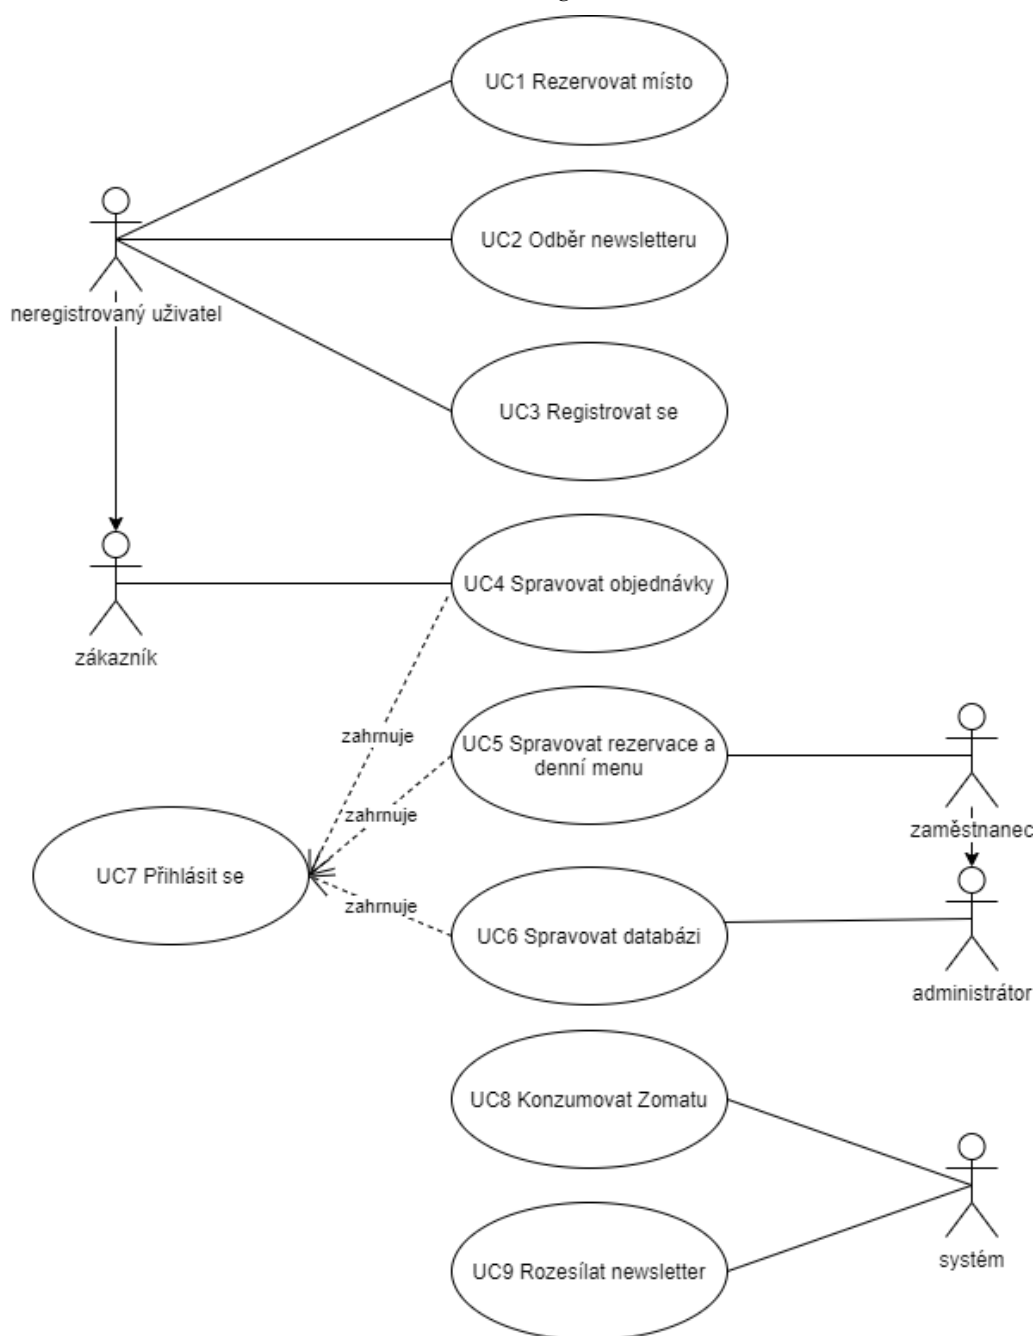 UC1 Rezervovat místo
UC2 Odběr newsletteru
neregistrovaný uživatel
UC3 Registrovat se
UC4 Spravovat objednávky
zákazník
zahrnuje
UC5 Spravovat rezervace a
denní menu
zahrnuje
zaměstnanec
UC7 Přihlásit se
zahrnuje
UC6 Spravovat databázi
administrátor
UC8 Konzumovat Zomatu
systém
UC9 Rozesílat newsletter